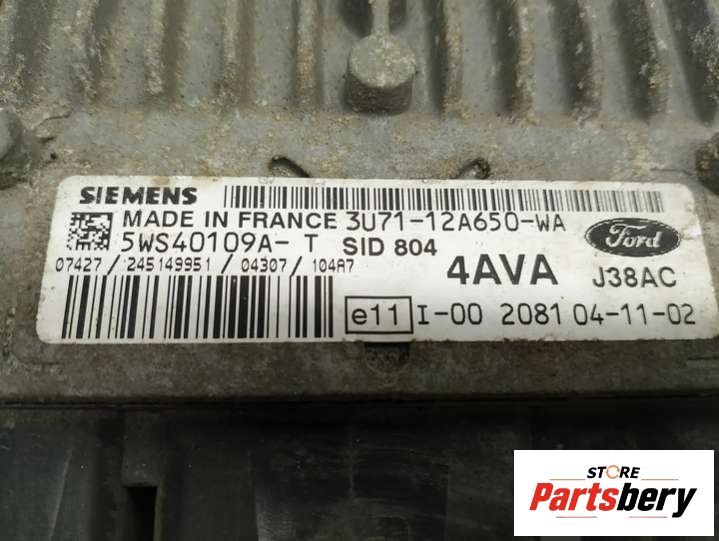 SIEMENS
MADE IN FRANCE 3U71-12A650-WA
5WS40109A- T SID 804
Ford
07427 / 245149951 / 04307 / 104A7
4AVA J38AC
e11 I-00 2081 04-11-02
STORE
Partsbery